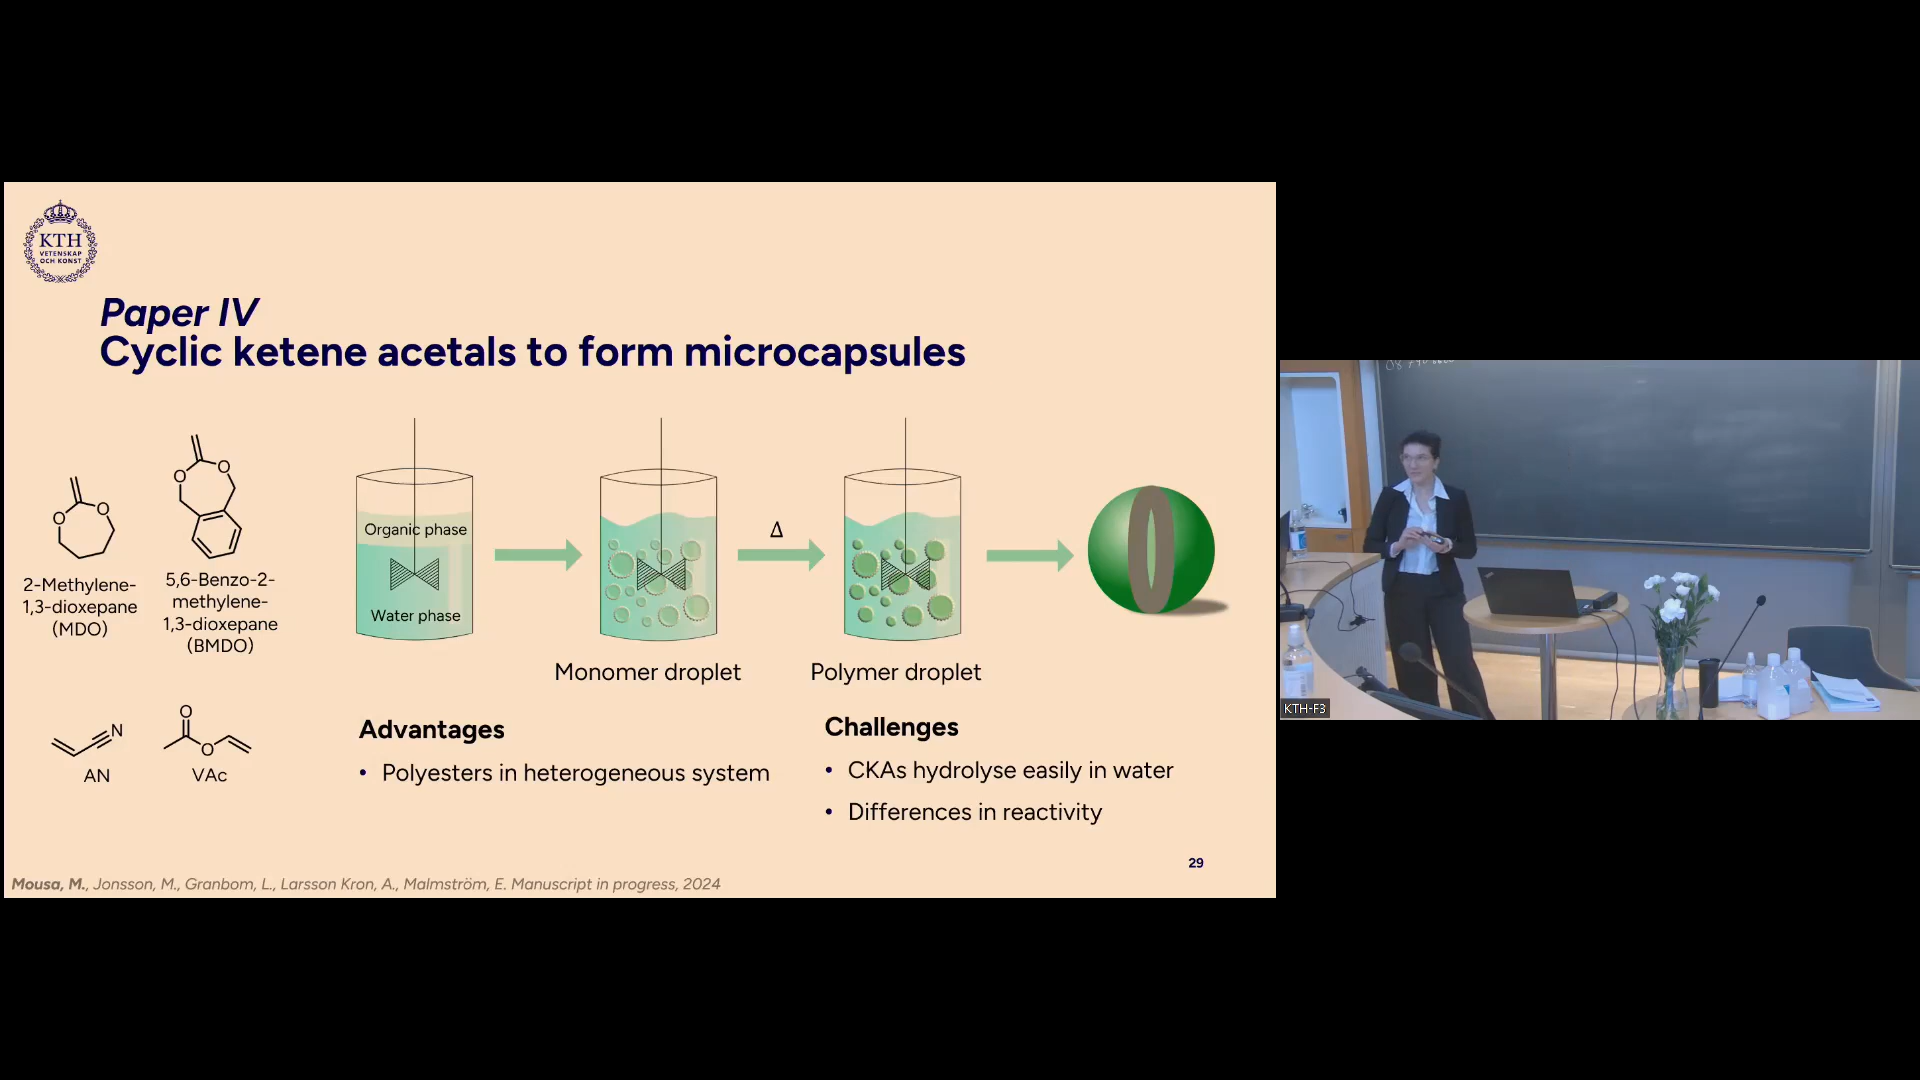 KTH
VETENSKAP
OCH KONST
Paper IV
Cyclic ketene acetals to form microcapsules
O
O
O
O
2-Methylene-
1,3-dioxepane
(MDO)
5,6-Benzo-2-
methylene-
1,3-dioxepane
(BMDO)
N
AN
O
O
VAc
Organic phase
Water phase
Monomer droplet
Δ
Polymer droplet
Advantages
• Polyesters in heterogeneous system
Challenges
• CKAs hydrolyse easily in water
• Differences in reactivity
29
Mousa, M., Jonsson, M., Granbom, L., Larsson Kron, A., Malmström, E. Manuscript in progress, 2024
KTH-F3